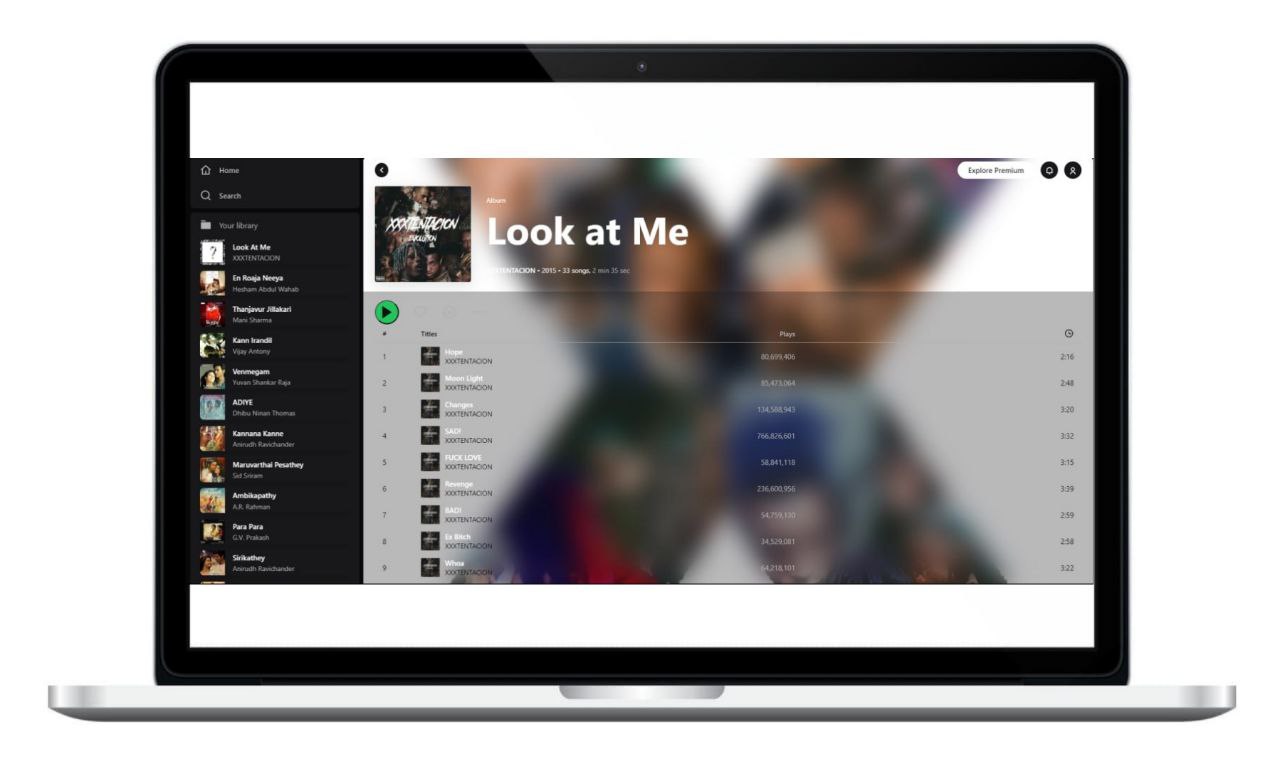 Home
Search
Your library
Look At Me
XXXTENTACION
En Roaja Neeya
Hesham Abdul Wahab
Thanjavur Jillakari
Mani Sharma
Kann Irandil
Vijay Antony
Venmegam
Yuvan Shankar Raja
ADIYE
Dhibu Ninan Thomas
Kannana Kanne
Anirudh Ravichander
Maruvarthai Pesathey
Sid Sriram
Ambikapathy
A.R. Rahman
Para Para
G.V. Prakash
Sirikathey
Anirudh Ravichander
Explore Premium
XXXTENTACION
Album
Look at Me
XXXTENTACION • 2015 • 33 songs, 2 min 35 sec
# Titles Plays
1 Hope 80,699,406 2:16
XXXTENTACION
2 Moon Light 85,473,064 2:48
XXXTENTACION
3 Changes 134,588,943 3:20
XXXTENTACION
4 SAD! 766,826,601 3:32
XXXTENTACION
5 FUCK LOVE 58,841,118 3:15
XXXTENTACION
6 Revenge 236,600,956 3:39
XXXTENTACION
7 BAD! 54,759,130 2:59
XXXTENTACION
8 Ex Bitch 34,529,081 2:58
XXXTENTACION
9 Whoa 64,218,101 3:22
XXXTENTACION